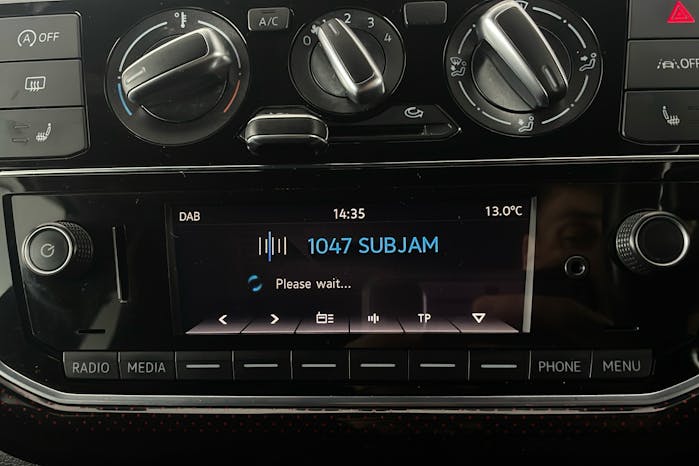 A OFF
A/C
0 1 2 3 4
OFF
DAB 14:35 13.0°C
1047 SUBJAM
Please wait...
TP
RADIO MEDIA PHONE MENU